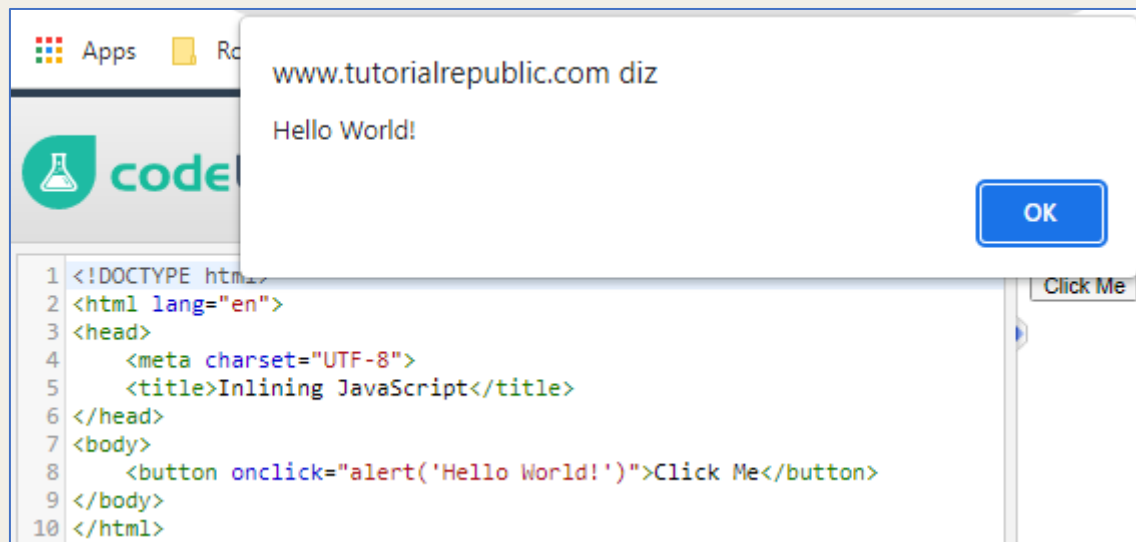 Apps
www.tutorialrepublic.com diz
Hello World!
OK
code
Click Me
1 <!DOCTYPE html>
2 <html lang="en">
3 <head>
4     <meta charset="UTF-8">
5     <title>Inlining JavaScript</title>
6 </head>
7 <body>
8     <button onclick="alert('Hello World!')">Click Me</button>
9 </body>
10 </html>